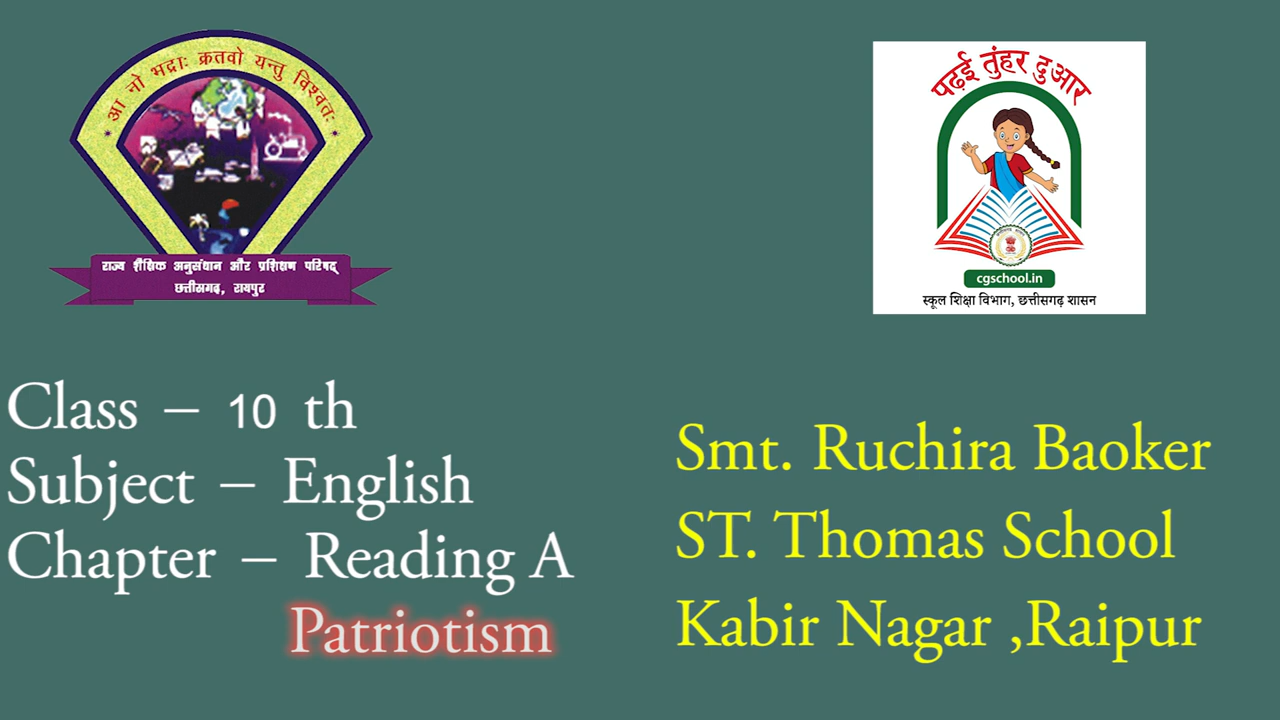 आ नो भद्राः क्रतवो यन्तु विश्वतः
राज्य शैक्षिक अनुसंधान और प्रशिक्षण परिषद्
छत्तीसगढ, रायपुर
पढ़ई तुंहर दुआर
cgschool.in
स्कूल शिक्षा विभाग, छत्तीसगढ़ शासन
Class – 10 th
Subject – English
Chapter – Reading A
Patriotism
Smt. Ruchira Baoker
ST. Thomas School
Kabir Nagar ,Raipur